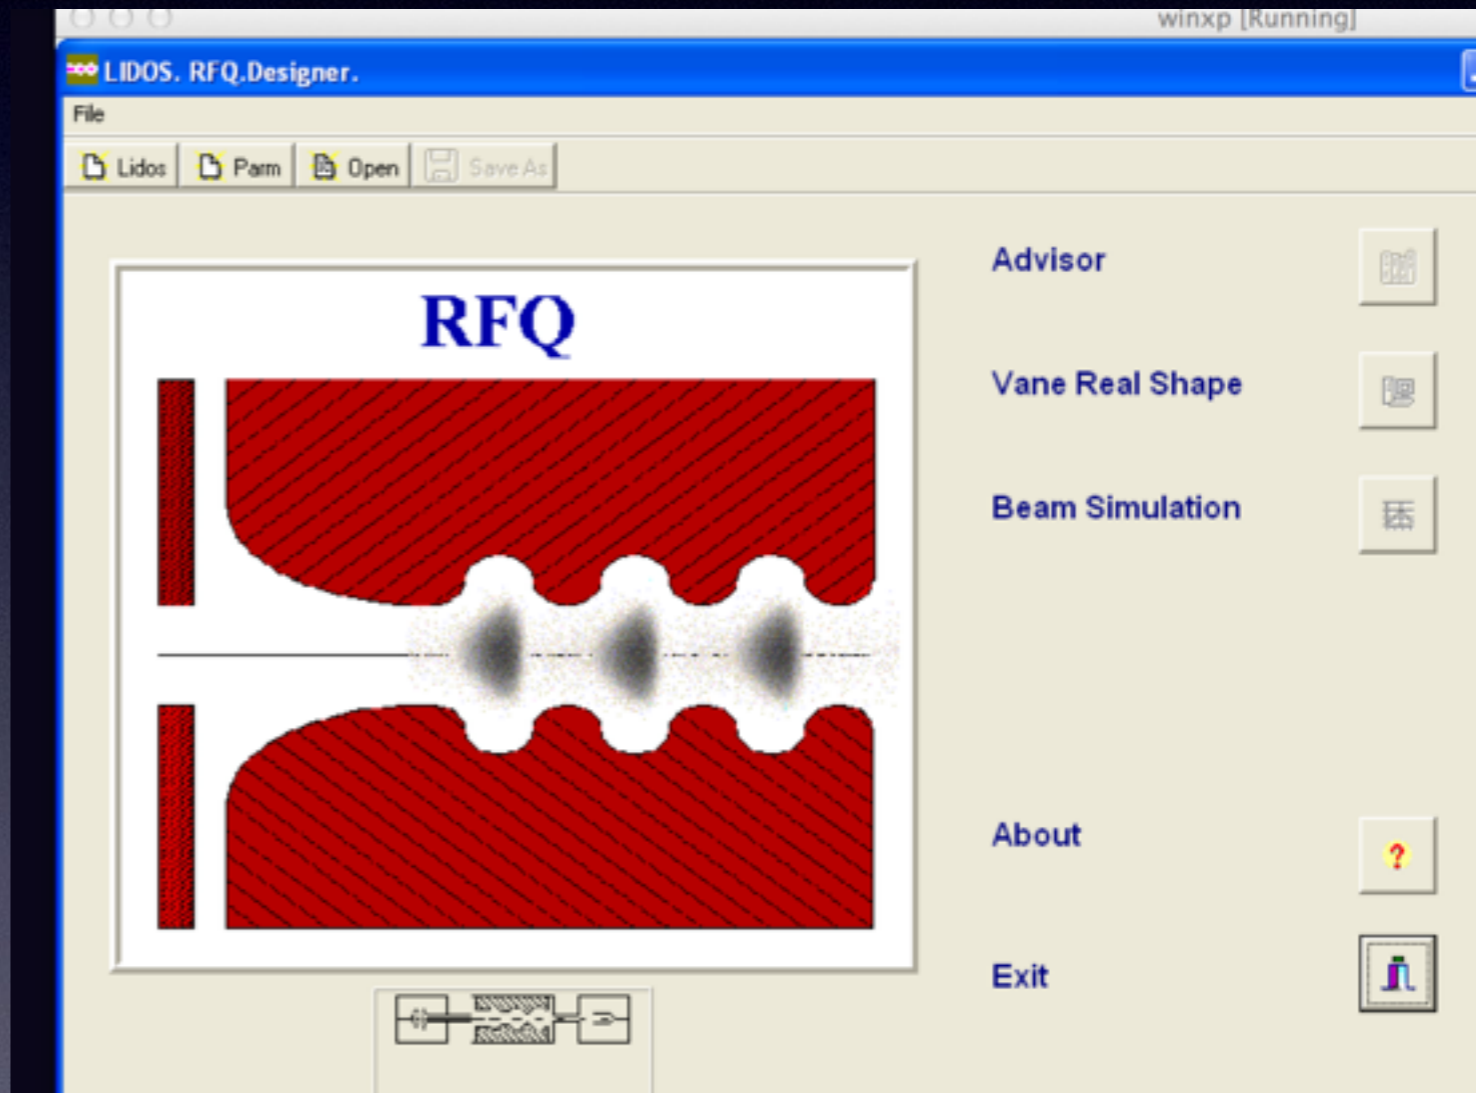 winxp [Running]
LIDOS. RFQ.Designer.
File
Lidos Parm Open Save As
RFQ
Advisor
Vane Real Shape
Beam Simulation
About
Exit